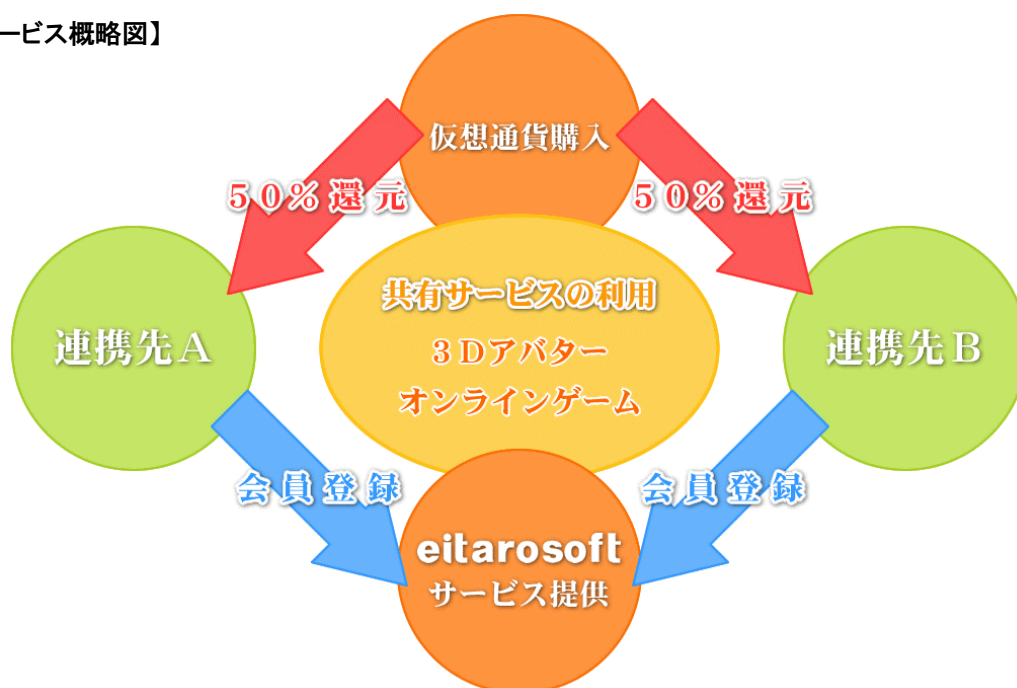 ービス概略図】
仮想通貨購入
50%還元
50%還元
共有サービスの利用
3Dアバター
オンラインゲーム
連携先A
連携先B
会員登録
会員登録
eitarosoft
サービス提供